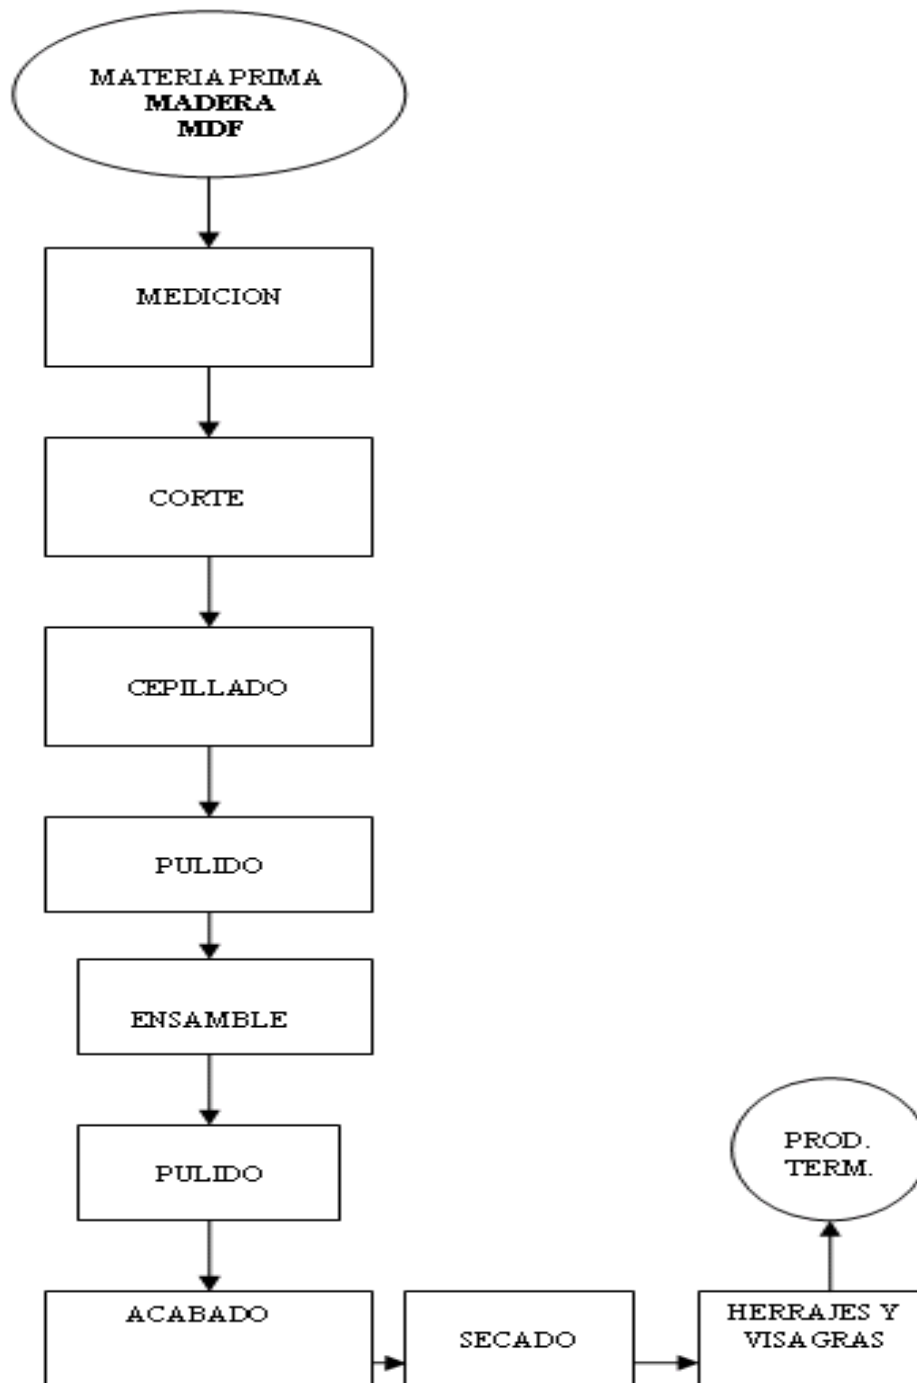 MATERIA PRIMA
MADERA
MDF
MEDICION
CORTE
CEPILLADO
PULIDO
ENSAMBLE
PULIDO
ACABADO
SECADO
HERRAJES Y
VISAGRAS
PROD.
TERM.